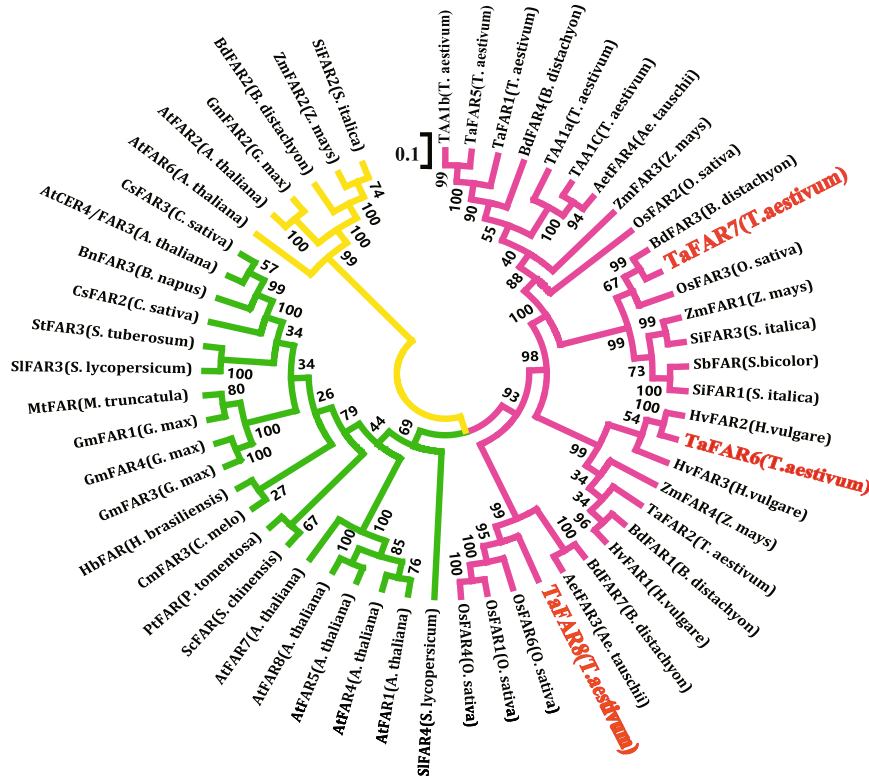 TAA1b(T. aestivum)
TaFAR5(T. aestivum)
TaFAR1(T. aestivum)
BdFAR4(B. distachyon)
TAA1a(T. aestivum)
TAA1C(T. aestivum)
AetFAR4(Ae. tauschii)
ZmFAR3(Z. mays)
OsFAR2(O. sativa)
BdFAR3(B. distachyon)
TaFAR7(T.aestivum)
OsFAR3(O. sativa)
ZmFAR1(Z. mays)
SiFAR3(S. italica)
SbFAR(S.bicolor)
SiFAR1(S. italica)
HvFAR2(H.vulgare)
TaFAR6(T.aestivum)
HvFAR3(H.vulgare)
ZmFAR4(Z. mays)
TaFAR2(T. aestivum)
BdFAR1(B. distachyon)
HvFAR1(H.vulgare)
BdFAR7(B. distachyon)
AetFAR3(Ae. tauschii)
TaFAR8(T.aestivum)
OsFAR6(O. sativa)
OsFAR1(O. sativa)
OsFAR4(O. sativa)
SlFAR4(S. lycopersicum)
AtFAR1(A. thaliana)
AtFAR4(A. thaliana)
AtFAR5(A. thaliana)
AtFAR8(A. thaliana)
AtFAR7(A. thaliana)
ScFAR(S. chinensis)
PtFAR(P. tomentosa)
CmFAR3(C. melo)
HbFAR(H. brasiliensis)
GmFAR3(G. max)
GmFAR4(G. max)
GmFAR1(G. max)
MtFAR(M. truncatula)
SlFAR3(S. lycopersicum)
StFAR3(S. tuberosum)
CsFAR2(C. sativa)
BnFAR3(B. napus)
AtCER4/FAR3(A. thaliana)
CsFAR3(C. sativa)
AtFAR6(A. thaliana)
AtFAR2(A. thaliana)
GmFAR2(G. max)
BdFAR2(B. distachyon)
ZmFAR2(Z. mays)
SiFAR2(S. italica)
0.1
99
100
90
55
100
94
40
88
100
99
67
99
99
73
100
98
93
100
54
99
34
34
96
100
99
95
100
100
69
44
76
85
100
100
79
67
26
27
34
100
100
80
100
34
100
99
57
99
100
100
100
74